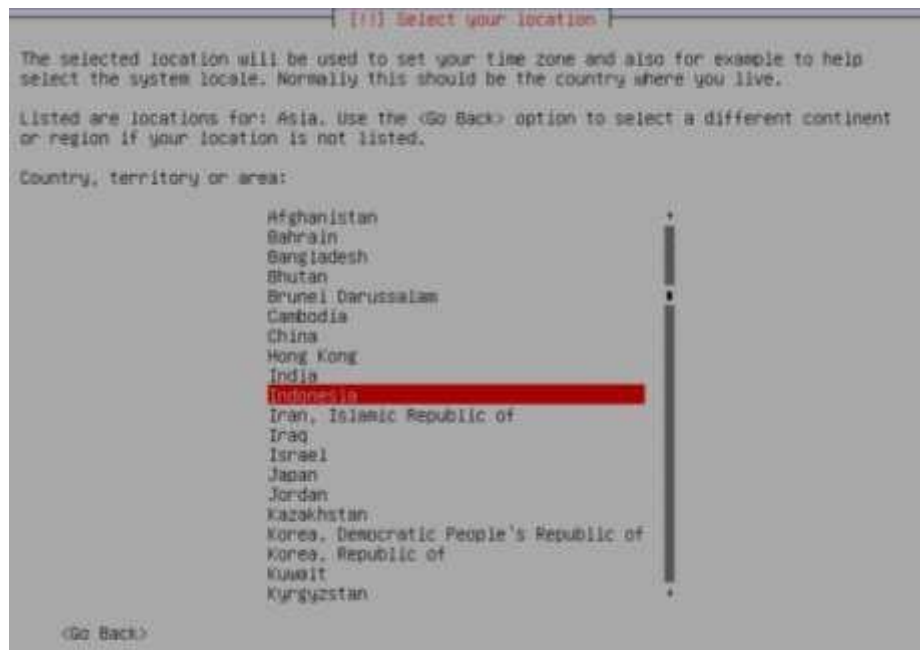 [!!] Select your location
The selected location will be used to set your time zone and also for example to help
select the system locale. Normally this should be the country where you live.
Listed are locations for: Asia. Use the <Go Back> option to select a different continent
or region if your location is not listed.
Country, territory or area:
Afghanistan
Bahrain
Bangladesh
Bhutan
Brunei Darussalam
Cambodia
China
Hong Kong
India
Indonesia
Iran, Islamic Republic of
Iraq
Israel
Japan
Jordan
Kazakhstan
Korea, Democratic People's Republic of
Korea, Republic of
Kuwait
Kyrgyzstan
<Go Back>